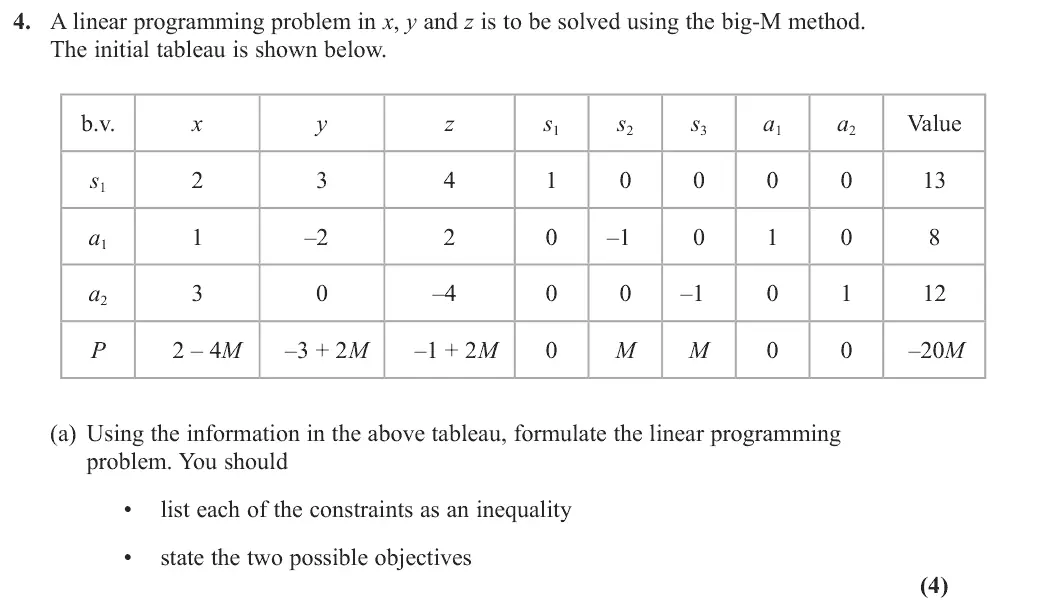 4. A linear programming problem in x, y and z is to be solved using the big-M method.
The initial tableau is shown below.
b.v. x y z s₁ s₂ s₃ a₁ a₂ Value
s₁ 2 3 4 1 0 0 0 0 13
a₁ 1 –2 2 0 –1 0 1 0 8
a₂ 3 0 –4 0 0 –1 0 1 12
P 2 – 4M –3 + 2M –1 + 2M 0 M M 0 0 –20M
(a) Using the information in the above tableau, formulate the linear programming
problem. You should
• list each of the constraints as an inequality
• state the two possible objectives
(4)